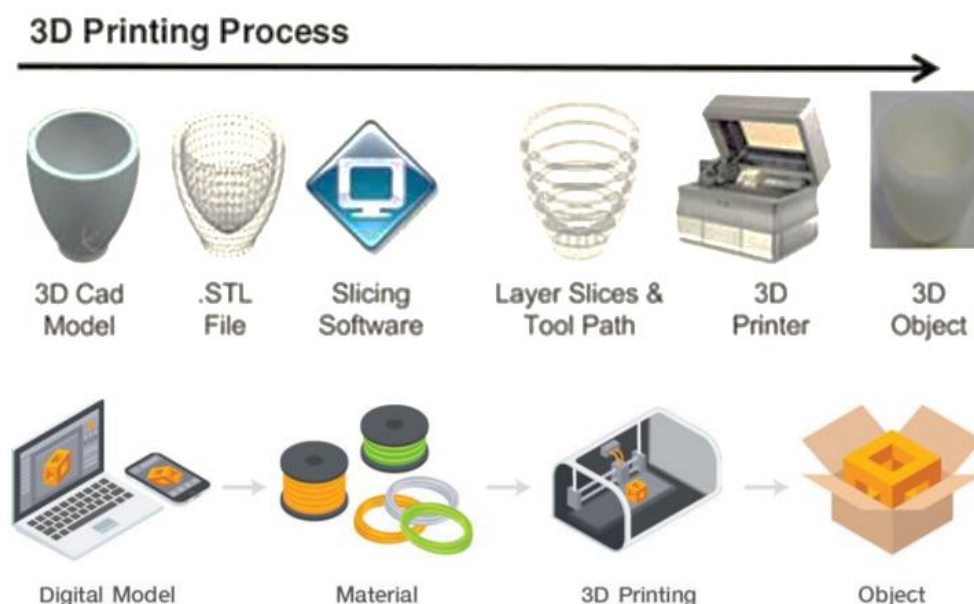 3D Printing Process
3D Cad
Model
.STL
File
Slicing
Software
Layer Slices &
Tool Path
3D
Printer
3D
Object
Digital Model
Material
3D Printing
Object